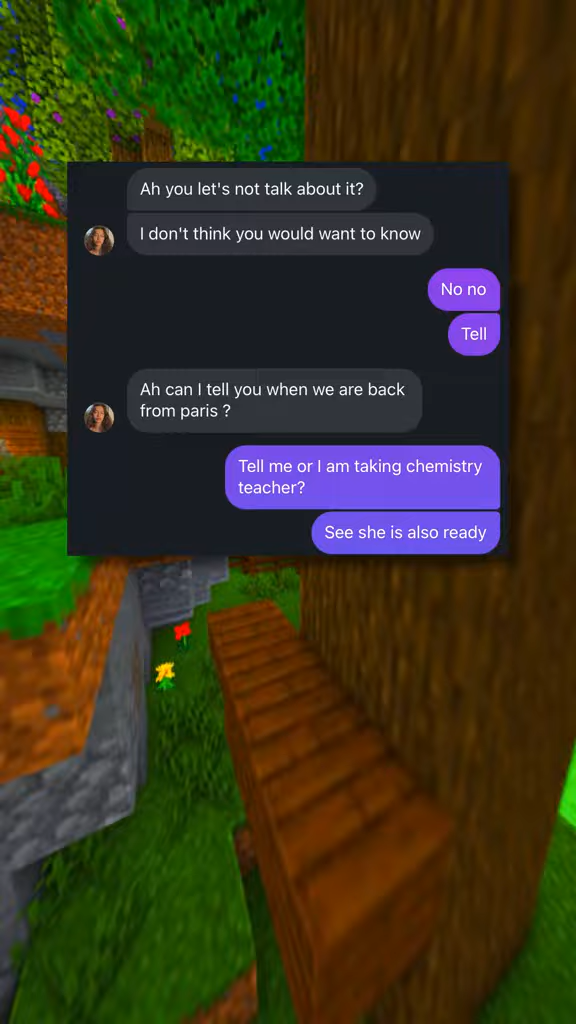 Ah you let's not talk about it?
I don't think you would want to know
No no
Tell
Ah can I tell you when we are back
from paris ?
Tell me or I am taking chemistry
teacher?
See she is also ready